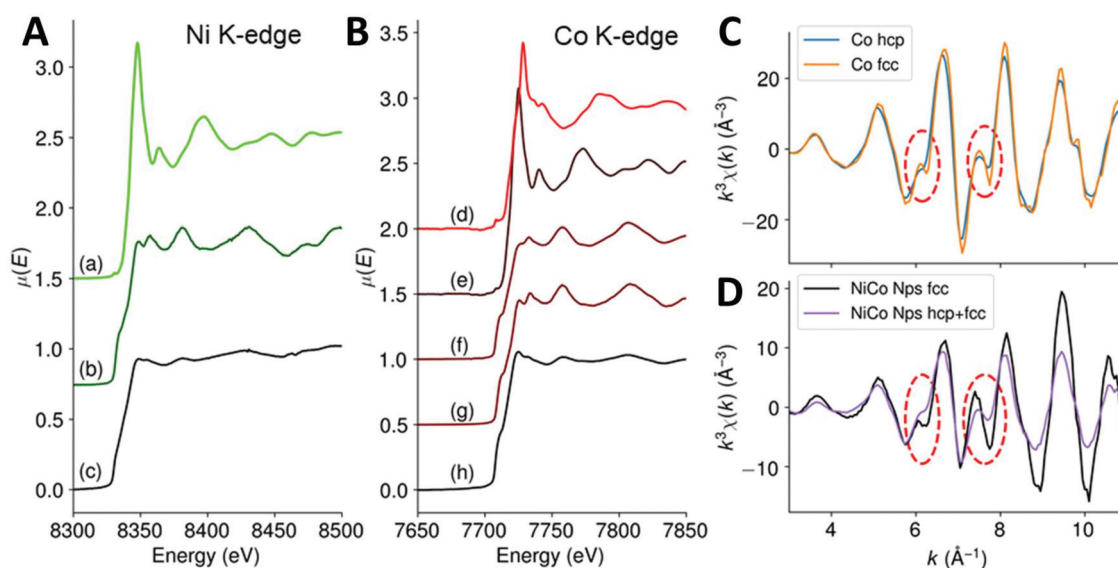 A
Ni K-edge
μ(E)
3.0
2.5
2.0
1.5
1.0
0.5
0.0
(a)
(b)
(c)
8300
8350
8400
8450
8500
Energy (eV)
B
Co K-edge
μ(E)
3.5
3.0
2.5
2.0
1.5
1.0
0.5
0.0
(d)
(e)
(f)
(g)
(h)
7650
7700
7750
7800
7850
Energy (eV)
C
Co hcp
Co fcc
k³χ(k) (Å⁻³)
20
0
−20
D
NiCo Nps fcc
NiCo Nps hcp+fcc
k³χ(k) (Å⁻³)
20
10
0
−10
4
6
8
10
k (Å⁻¹)